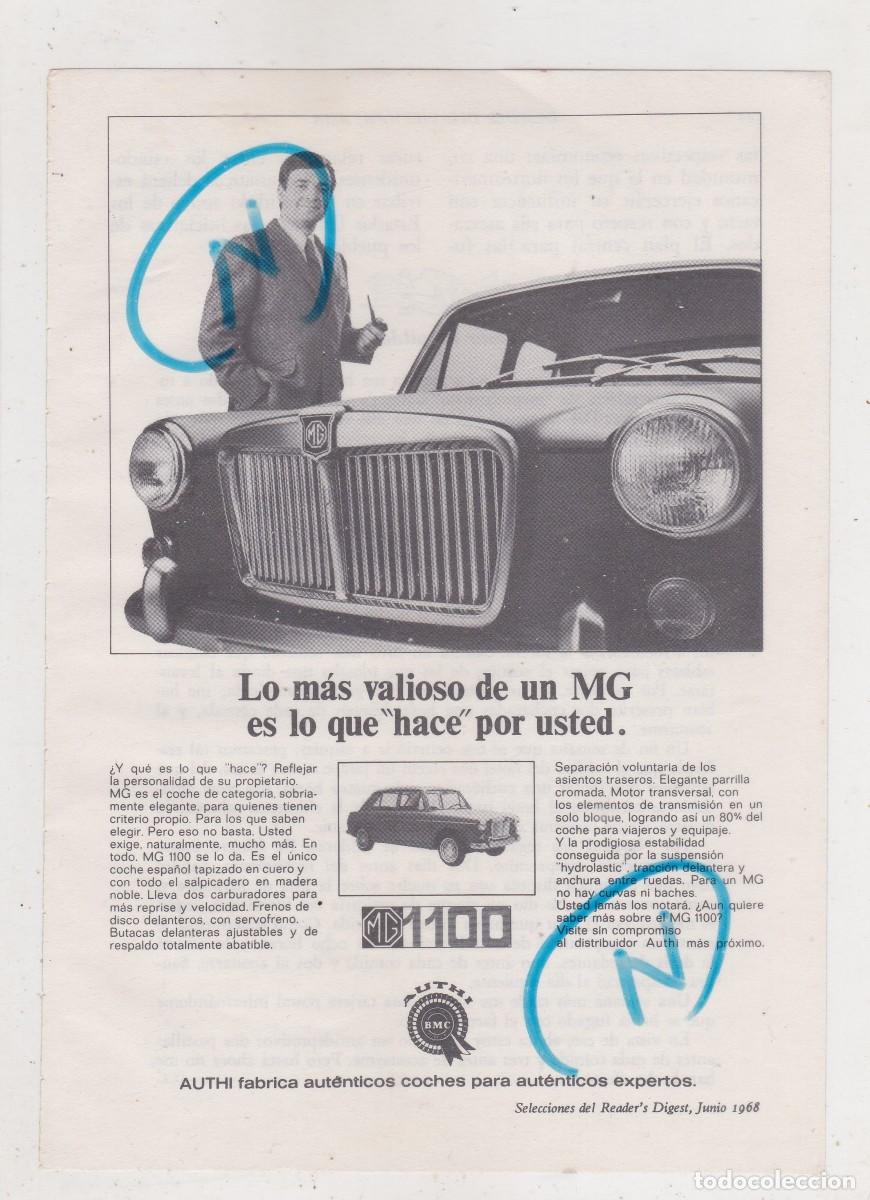 N
MG
Lo más valioso de un MG
es lo que "hace" por usted.
¿Y qué es lo que "hace"? Reflejar
la personalidad de su propietario.
MG es el coche de categoría, sobria-
mente elegante, para quienes tienen
criterio propio. Para los que saben
elegir. Pero eso no basta. Usted
exige, naturalmente, mucho más. En
todo. MG 1100 se lo da. Es el único
coche español tapizado en cuero y
con todo el salpicadero en madera
noble. Lleva dos carburadores para
más reprise y velocidad. Frenos de
disco delanteros, con servofreno.
Butacas delanteras ajustables y de
respaldo totalmente abatible.
MG 1100
Separación voluntaria de los
asientos traseros. Elegante parrilla
cromada. Motor transversal, con
los elementos de transmisión en un
solo bloque, logrando así un 80% del
coche para viajeros y equipaje.
Y la prodigiosa estabilidad
conseguida por la suspensión
"hydrolastic", tracción delantera y
anchura entre ruedas. Para un MG
no hay curvas ni baches.
Usted jamás los notará. ¿Aun quiere
saber más sobre el MG 1100?
Visite sin compromiso
al distribuidor Authi más próximo.
N
AUTHI
BMC
AUTHI fabrica auténticos coches para auténticos expertos.
Selecciones del Reader's Digest, Junio 1968
todocoleccion